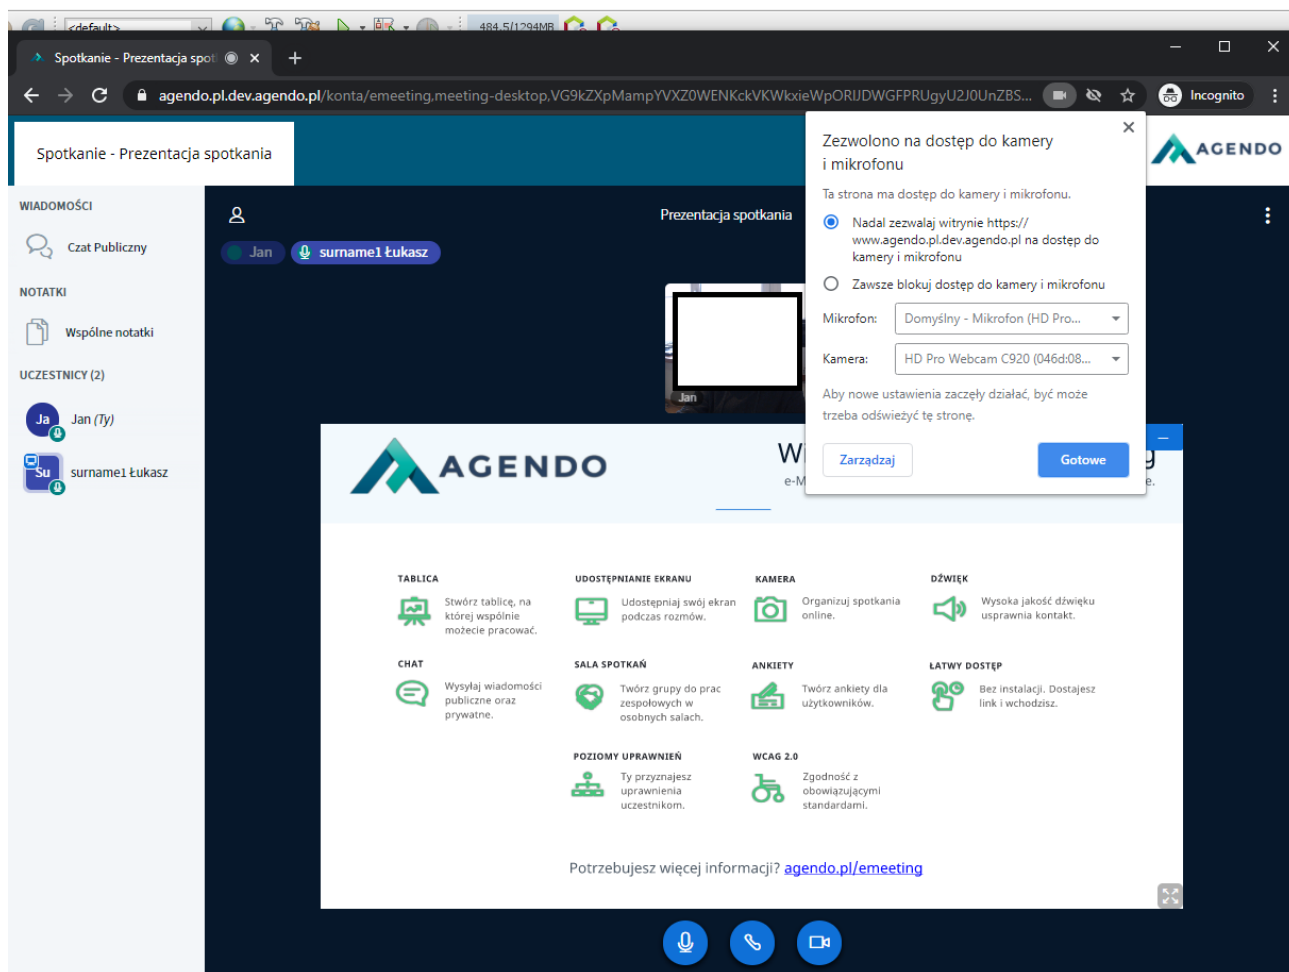 <default>
484.5/1294MB
Spotkanie - Prezentacja spot
agendo.pl.dev.agendo.pl/konta/emeeting,meeting-desktop,VG9kZXpMampYVXZ0WENKckVKWkxieWpORlJDWGFPRUgyU2J0UnZBS...
Incognito
Spotkanie - Prezentacja spotkania
AGENDO
Zezwolono na dostęp do kamery
i mikrofonu
Ta strona ma dostęp do kamery i mikrofonu.
Nadal zezwalaj witrynie https://
www.agendo.pl.dev.agendo.pl na dostęp do
kamery i mikrofonu
Zawsze blokuj dostęp do kamery i mikrofonu
Mikrofon: Domyślny - Mikrofon (HD Pro...
Kamera: HD Pro Webcam C920 (046d:08...
Aby nowe ustawienia zaczęły działać, być może
trzeba odświeżyć tę stronę.
Zarządzaj Gotowe
WIADOMOŚCI
Czat Publiczny
NOTATKI
Wspólne notatki
UCZESTNICY (2)
Ja Jan (Ty)
Su surname1 Łukasz
Prezentacja spotkania
Jan surname1 Łukasz
Jan
AGENDO
W g
e-M e.
TABLICA
Stwórz tablicę, na
której wspólnie
możecie pracować.
UDOSTĘPNIANIE EKRANU
Udostępniaj swój ekran
podczas rozmów.
KAMERA
Organizuj spotkania
online.
DŹWIĘK
Wysoka jakość dźwięku
usprawnia kontakt.
CHAT
Wysyłaj wiadomości
publiczne oraz
prywatne.
SALA SPOTKAŃ
Twórz grupy do prac
zespołowych w
osobnych salach.
ANKIETY
Twórz ankiety dla
użytkowników.
ŁATWY DOSTĘP
Bez instalacji. Dostajesz
link i wchodzisz.
POZIOMY UPRAWNIEŃ
Ty przyznajesz
uprawnienia
uczestnikom.
WCAG 2.0
Zgodność z
obowiązującymi
standardami.
Potrzebujesz więcej informacji? agendo.pl/emeeting